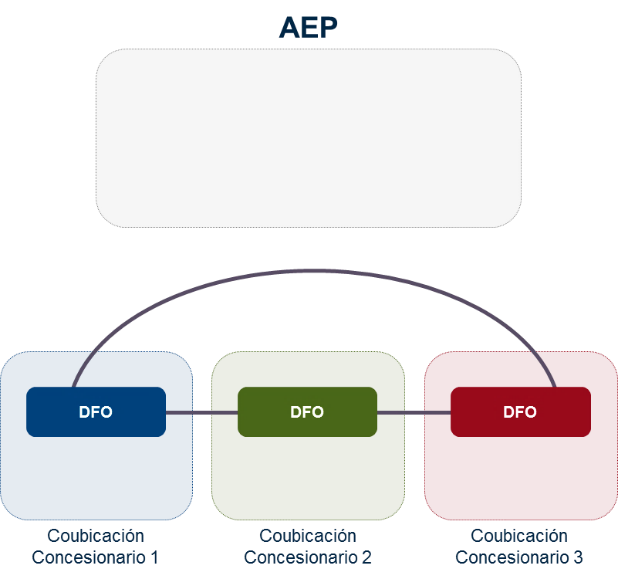 AEP
DFO
DFO
DFO
Coubicación
Concesionario 1
Coubicación
Concesionario 2
Coubicación
Concesionario 3